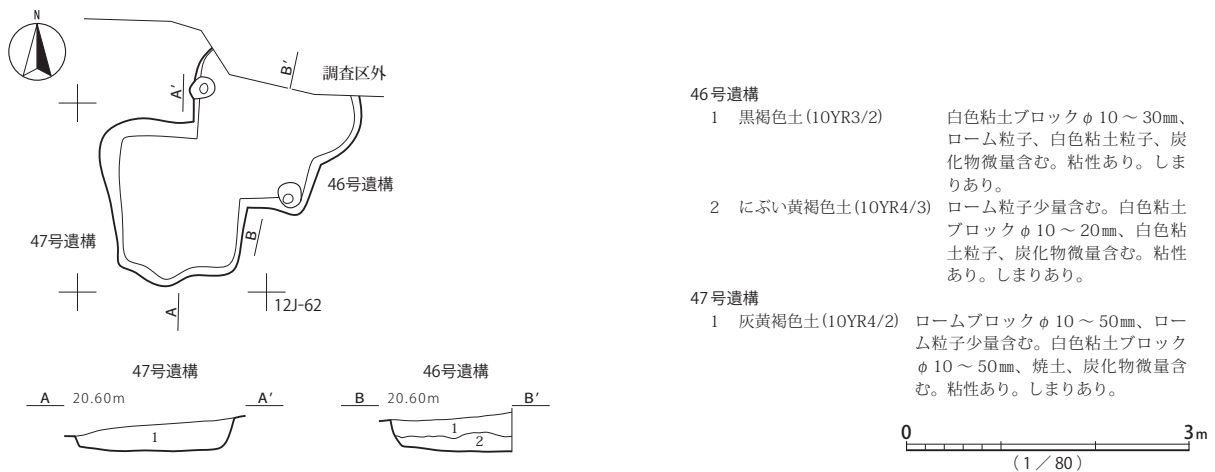 N
調査区外
B'
A'
46号遺構
47号遺構
B
A
12J-62
47号遺構
A 20.60m A'
1
46号遺構
B 20.60m B'
1
2
46号遺構
1 黒褐色土(10YR3/2) 白色粘土ブロックφ10～30㎜、
ローム粒子、白色粘土粒子、炭
化物微量含む。粘性あり。しま
りあり。
2 にぶい黄褐色土(10YR4/3) ローム粒子少量含む。白色粘土
ブロックφ10～20㎜、白色粘
土粒子、炭化物微量含む。粘性
あり。しまりあり。
47号遺構
1 灰黄褐色土(10YR4/2) ロームブロックφ10～50㎜、ロー
ム粒子少量含む。白色粘土ブロック
φ10～50㎜、焼土、炭化物微量含
む。粘性あり。しまりあり。
0 3m
(1／80)